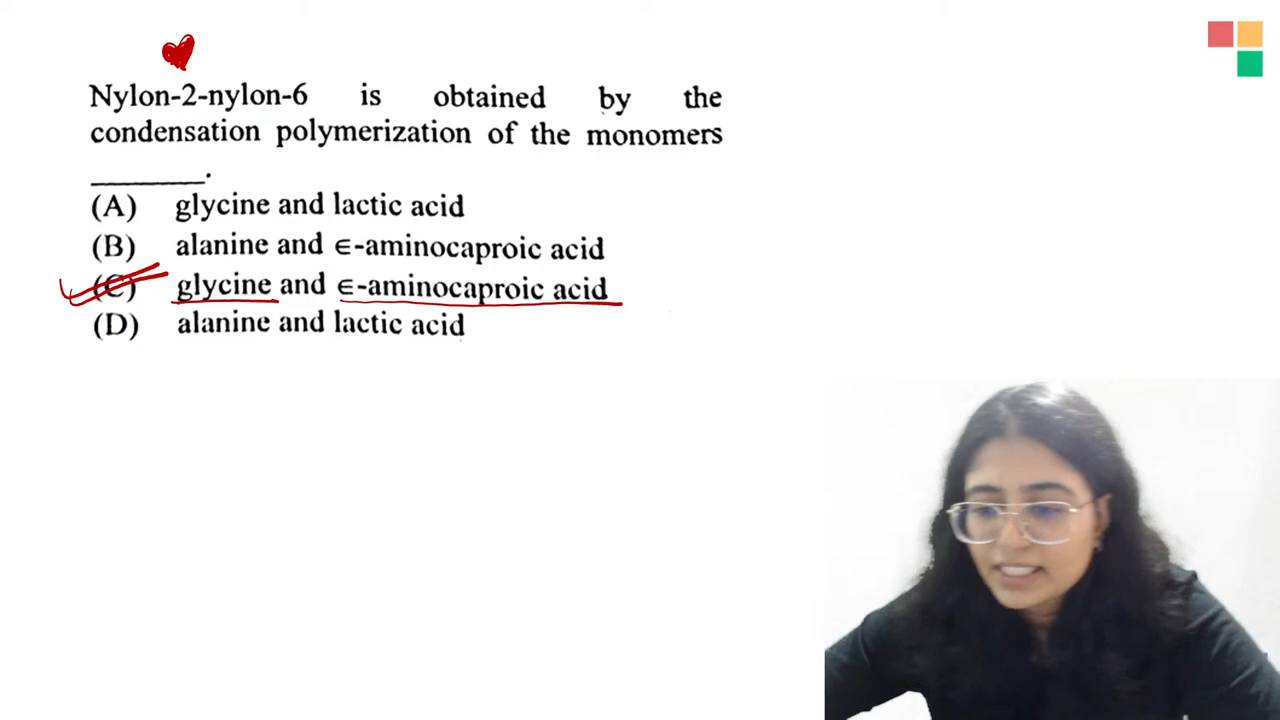 Nylon-2-nylon-6 is obtained by the
condensation polymerization of the monomers
________.
(A) glycine and lactic acid
(B) alanine and ∈-aminocaproic acid
(C) glycine and ∈-aminocaproic acid
(D) alanine and lactic acid